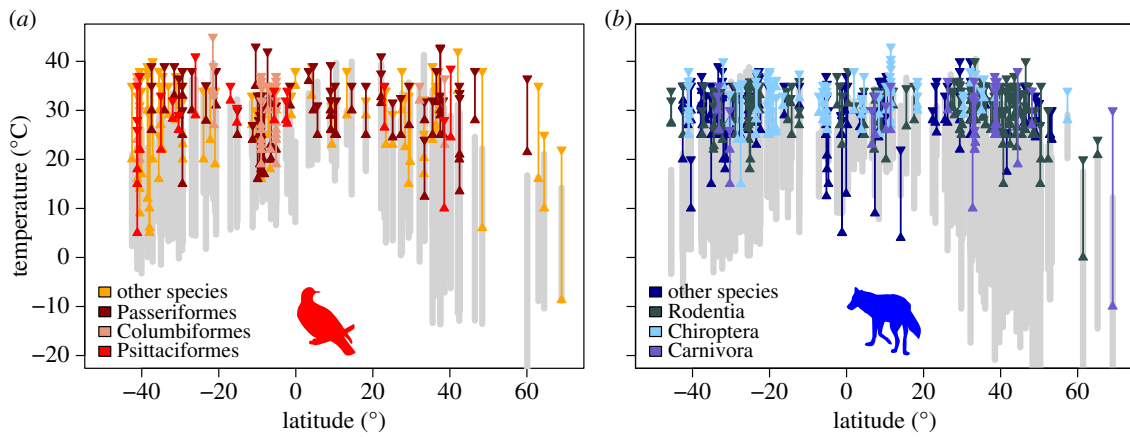 (a)
(b)
temperature (°C)
40
30
20
10
0
−10
−20
other species
Passeriformes
Columbiformes
Psittaciformes
−40 −20 0 20 40 60
latitude (°)
other species
Rodentia
Chiroptera
Carnivora
−40 −20 0 20 40 60
latitude (°)